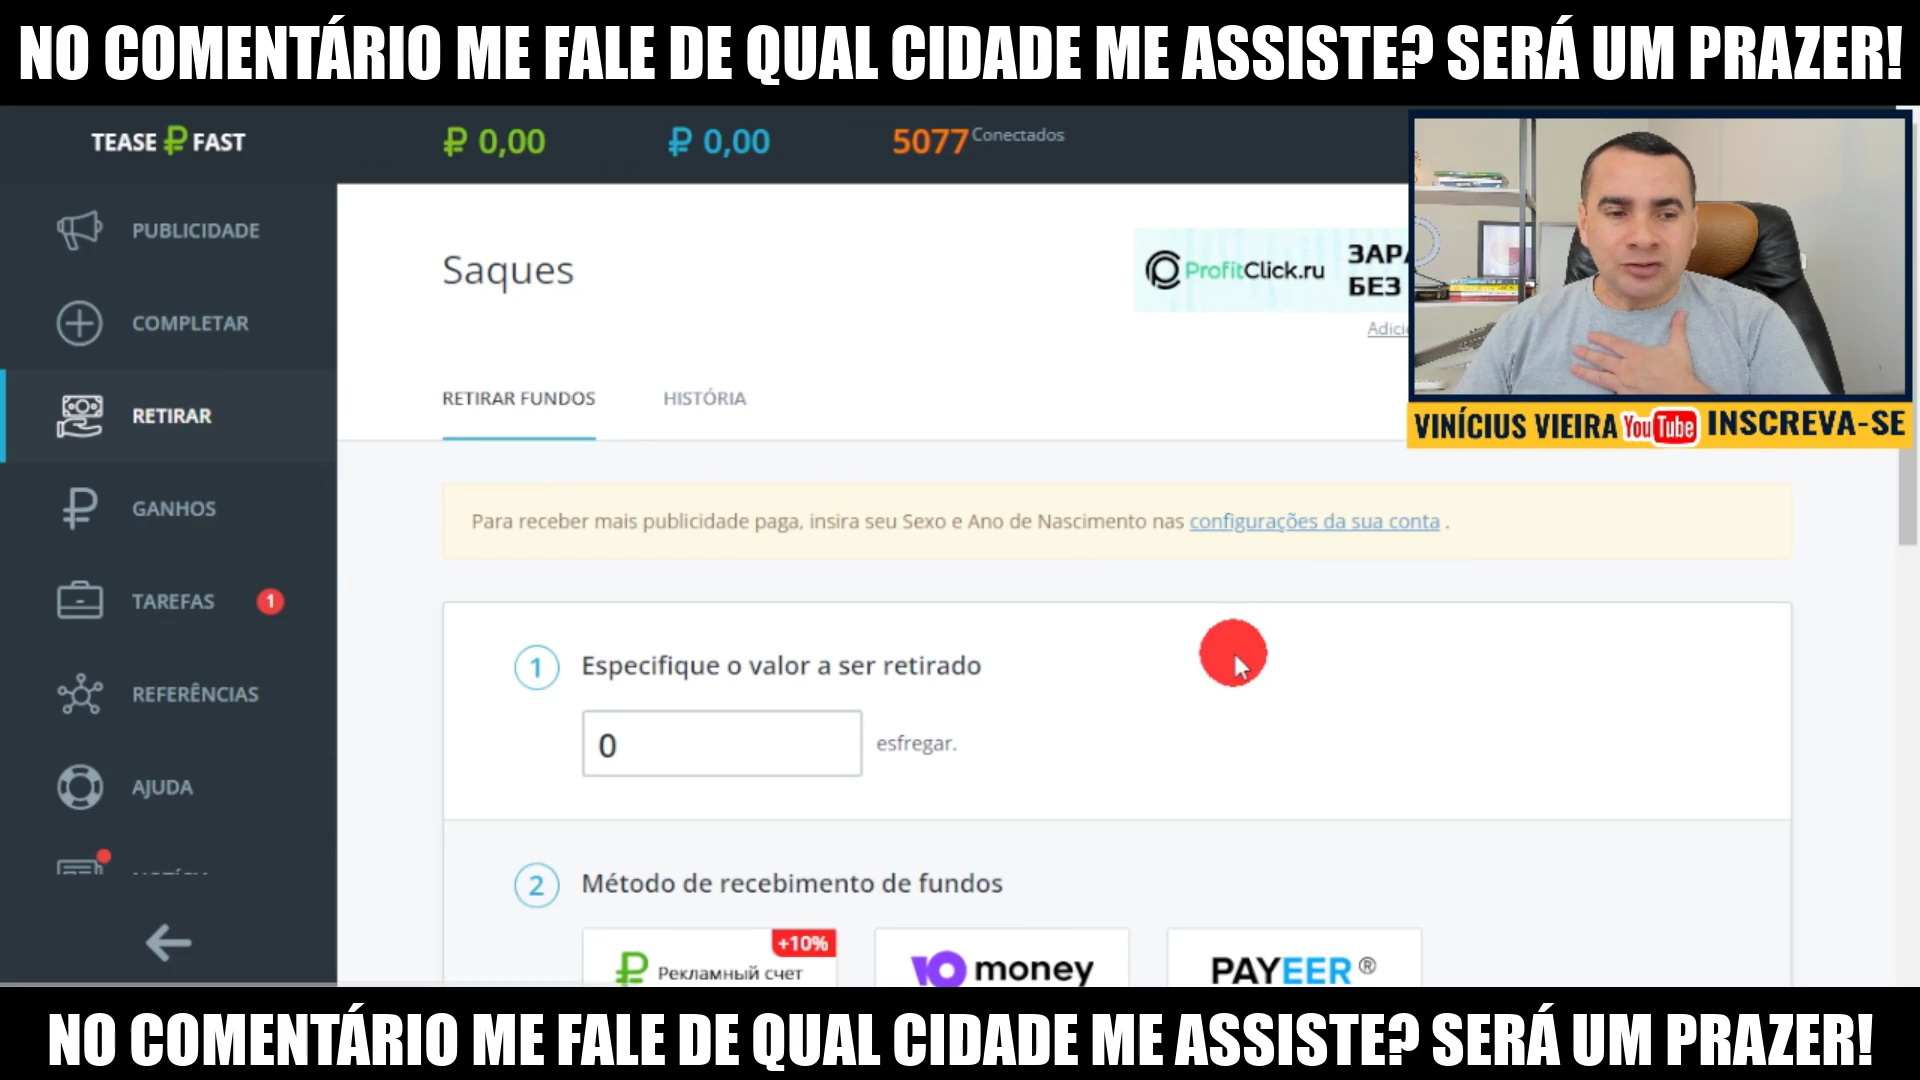 NO COMENTÁRIO ME FALE DE QUAL CIDADE ME ASSISTE? SERÁ UM PRAZER!
TEASE ₽ FAST
₽ 0,00
₽ 0,00
5077 Conectados
PUBLICIDADE
COMPLETAR
RETIRAR
GANHOS
TAREFAS 1
REFERÊNCIAS
AJUDA
Saques
ProfitClick.ru
БЕЗ
RETIRAR FUNDOS
HISTÓRIA
VINÍCIUS VIEIRA YouTube INSCREVA-SE
Para receber mais publicidade paga, insira seu Sexo e Ano de Nascimento nas configurações da sua conta .
1 Especifique o valor a ser retirado
0 esfregar.
2 Método de recebimento de fundos
+10%
₽ Рекламный счет
Ю money
PAYEER ®
NO COMENTÁRIO ME FALE DE QUAL CIDADE ME ASSISTE? SERÁ UM PRAZER!